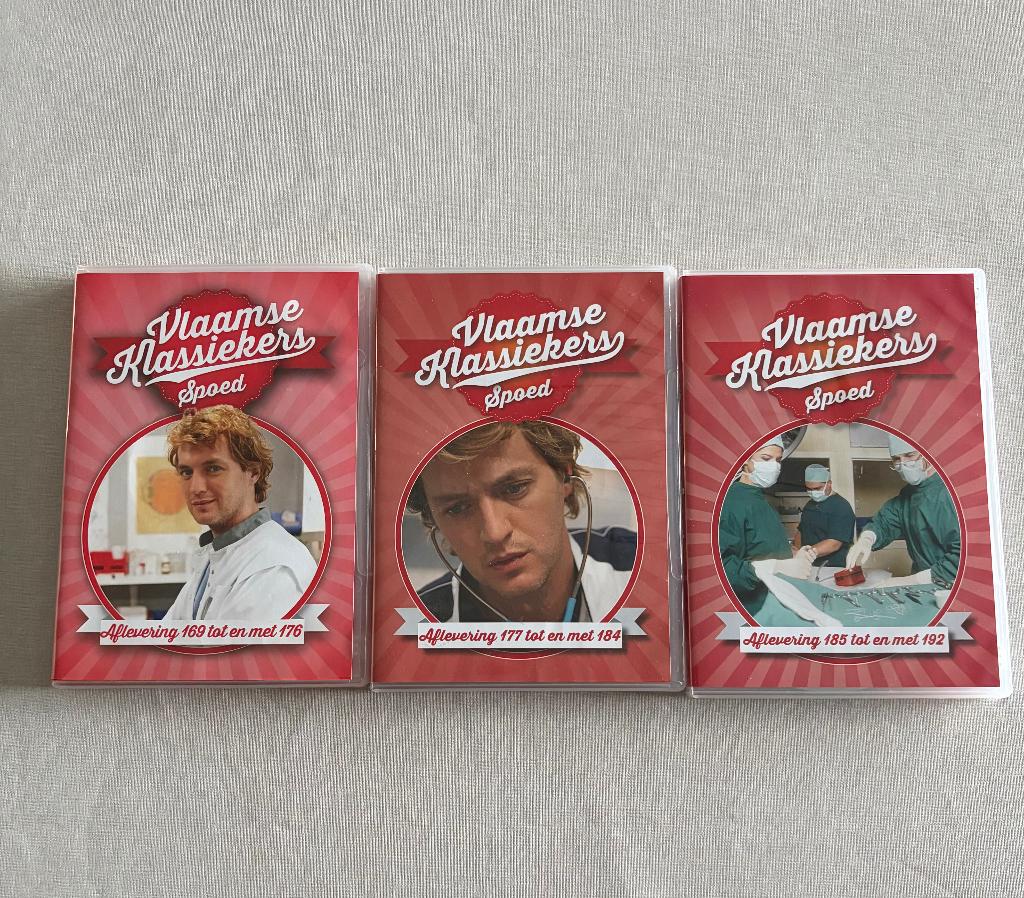 Vlaamse
Klassiekers
Spoed
Aflevering 169 tot en met 176
Vlaamse
Klassiekers
Spoed
Aflevering 177 tot en met 184
Vlaamse
Klassiekers
Spoed
Aflevering 185 tot en met 192